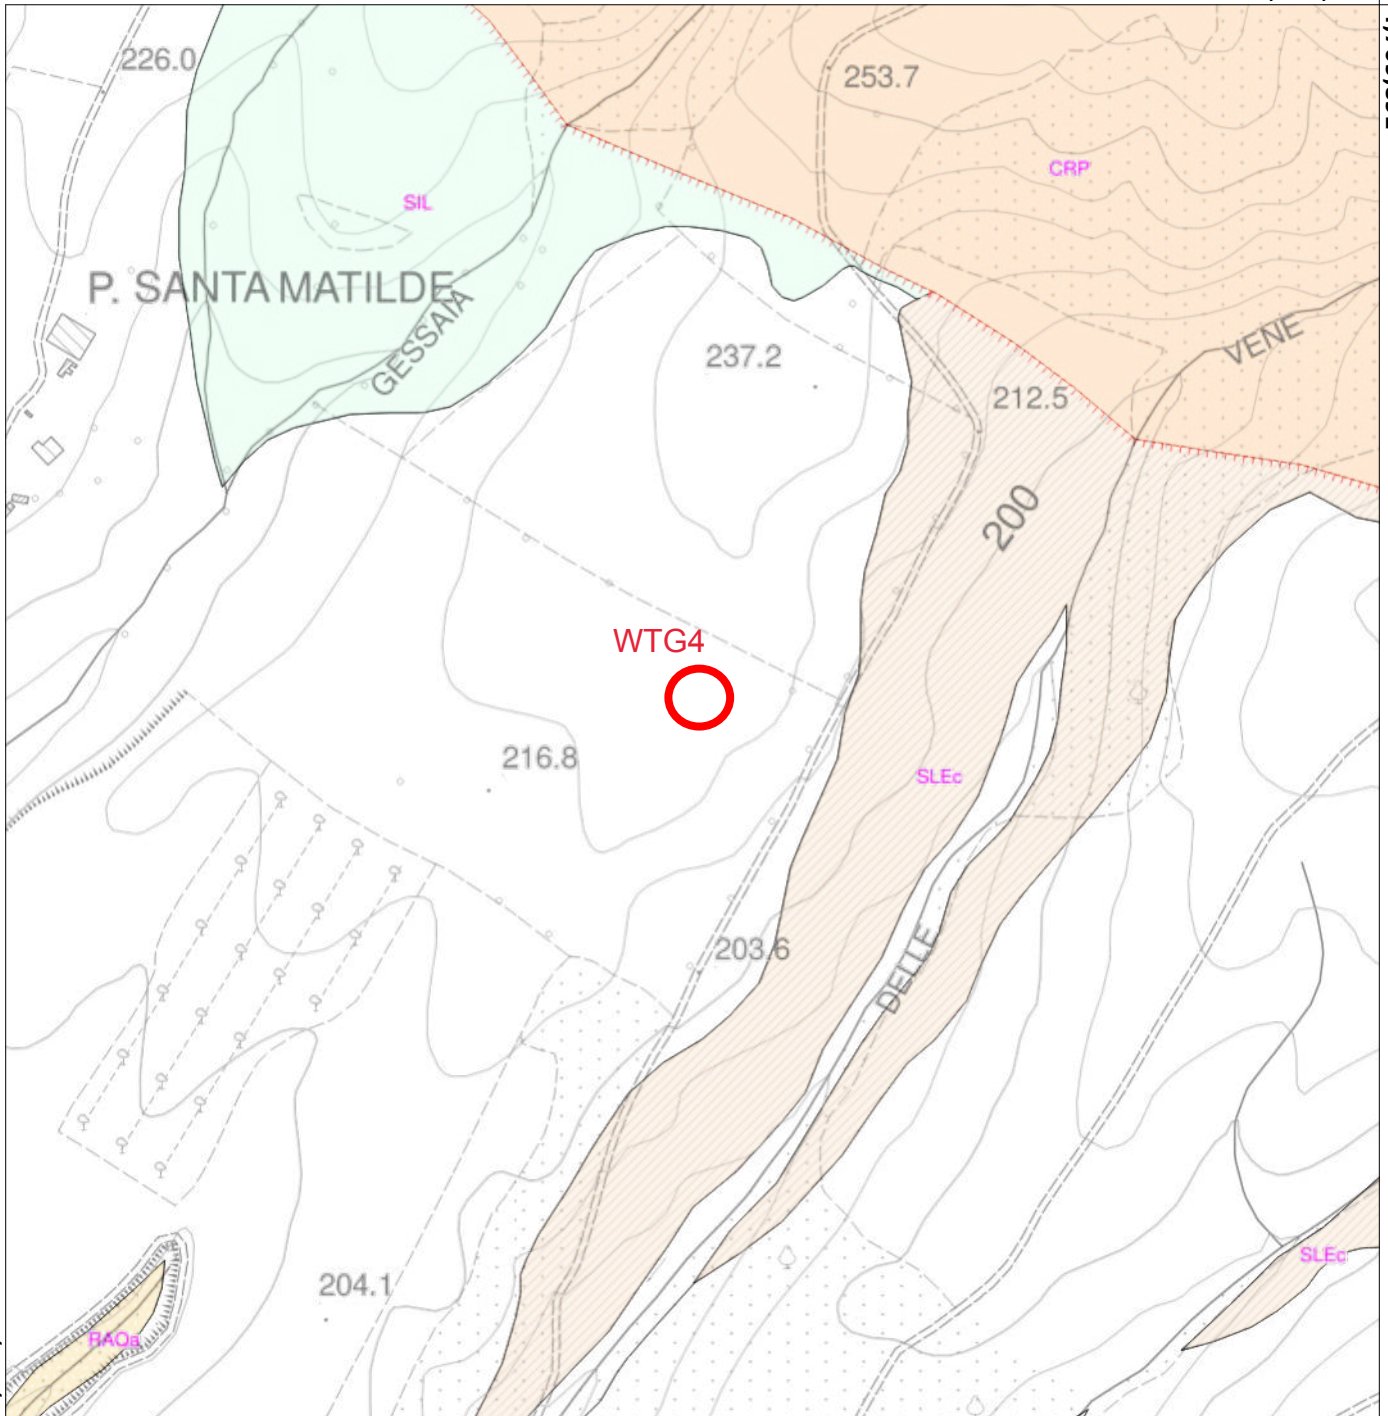 226.0
253.7
CRP
SIL
P. SANTA MATILDE
GESSAIA
VENE
237.2
212.5
200
WTG4
216.8
SLEc
203.6
DELLE
SLEc
204.1
RAOa